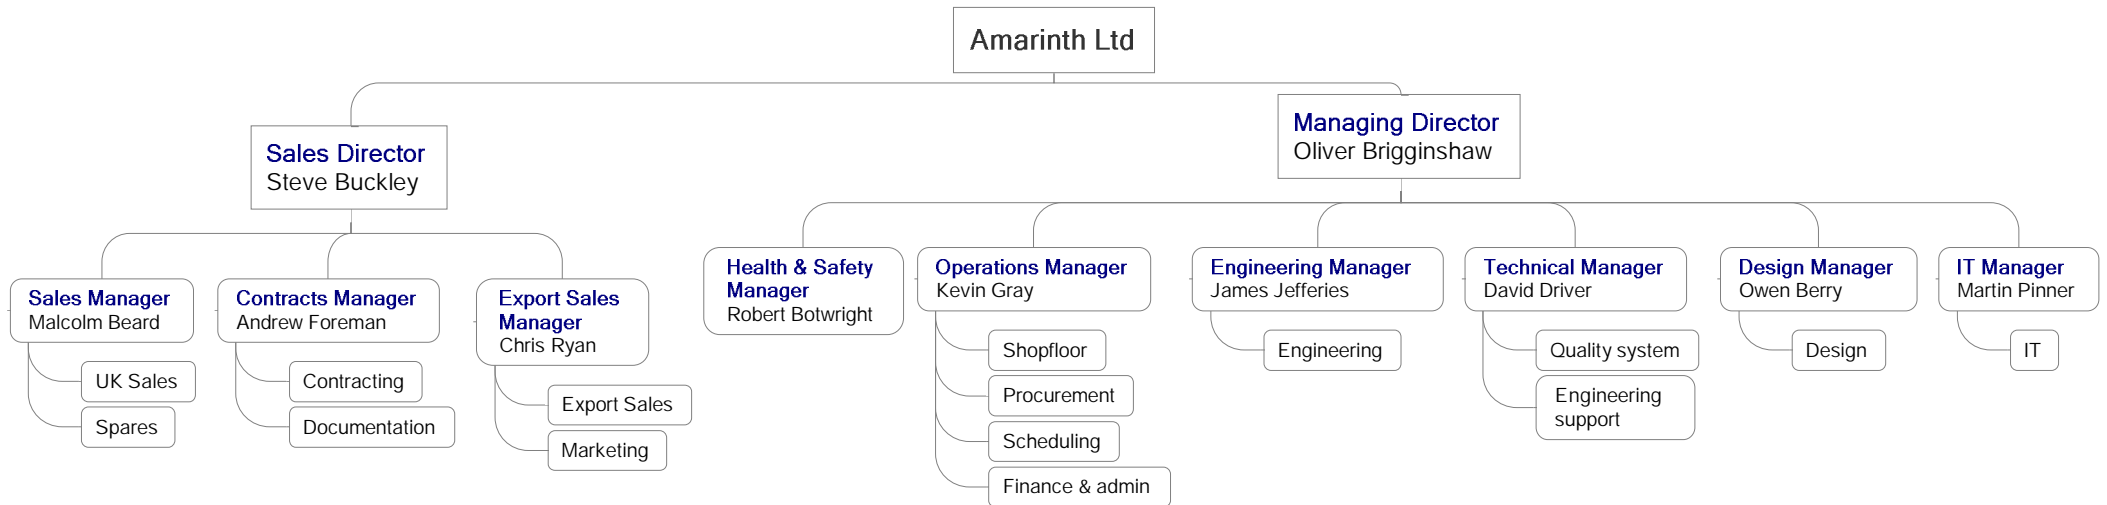 Amarinth Ltd
Sales Director
Steve Buckley
Managing Director
Oliver Brigginshaw
Sales Manager
Malcolm Beard
UK Sales
Spares
Contracts Manager
Andrew Foreman
Contracting
Documentation
Export Sales
Manager
Chris Ryan
Export Sales
Marketing
Health & Safety
Manager
Robert Botwright
Operations Manager
Kevin Gray
Shopfloor
Procurement
Scheduling
Finance & admin
Engineering Manager
James Jefferies
Engineering
Technical Manager
David Driver
Quality system
Engineering
support
Design Manager
Owen Berry
Design
IT Manager
Martin Pinner
IT